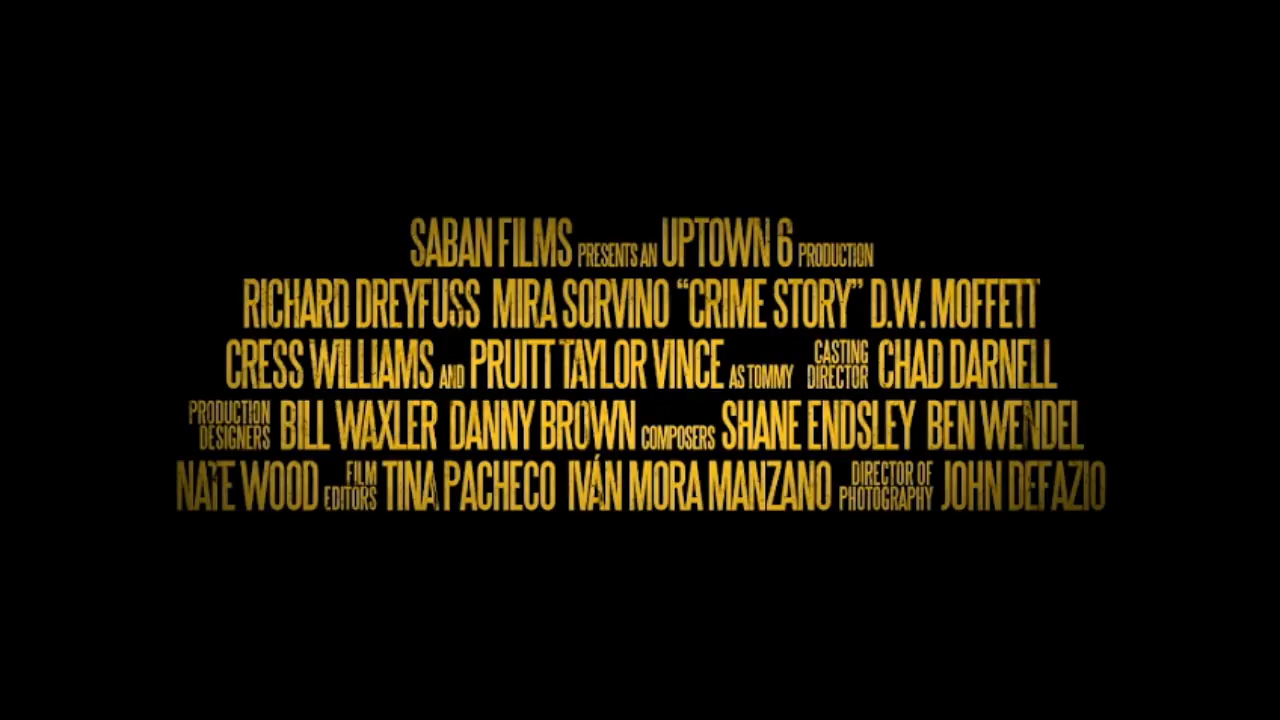 SABAN FILMS PRESENTS AN UPTOWN 6 PRODUCTION
RICHARD DREYFUSS MIRA SORVINO “CRIME STORY” D.W. MOFFETT
CRESS WILLIAMS AND PRUITT TAYLOR VINCE AS TOMMY CASTING DIRECTOR CHAD DARNELL
PRODUCTION DESIGNERS BILL WAXLER DANNY BROWN COMPOSERS SHANE ENDSLEY BEN WENDEL
NATE WOOD FILM EDITORS TINA PACHECO IVÁN MORA MANZANO DIRECTOR OF PHOTOGRAPHY JOHN DEFAZIO